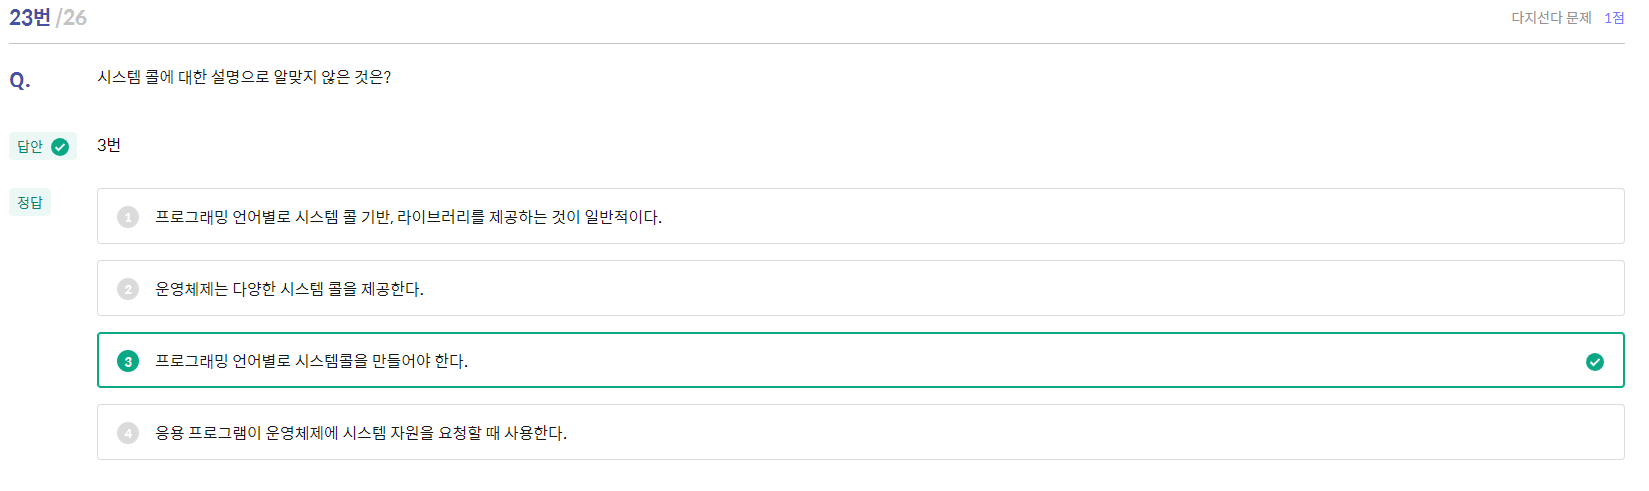 23번 /26
다지선다 문제 1점
Q. 시스템 콜에 대한 설명으로 알맞지 않은 것은?
답안 3번
정답
1 프로그래밍 언어별로 시스템 콜 기반, 라이브러리를 제공하는 것이 일반적이다.
2 운영체제는 다양한 시스템 콜을 제공한다.
3 프로그래밍 언어별로 시스템콜을 만들어야 한다.
4 응용 프로그램이 운영체제에 시스템 자원을 요청할 때 사용한다.